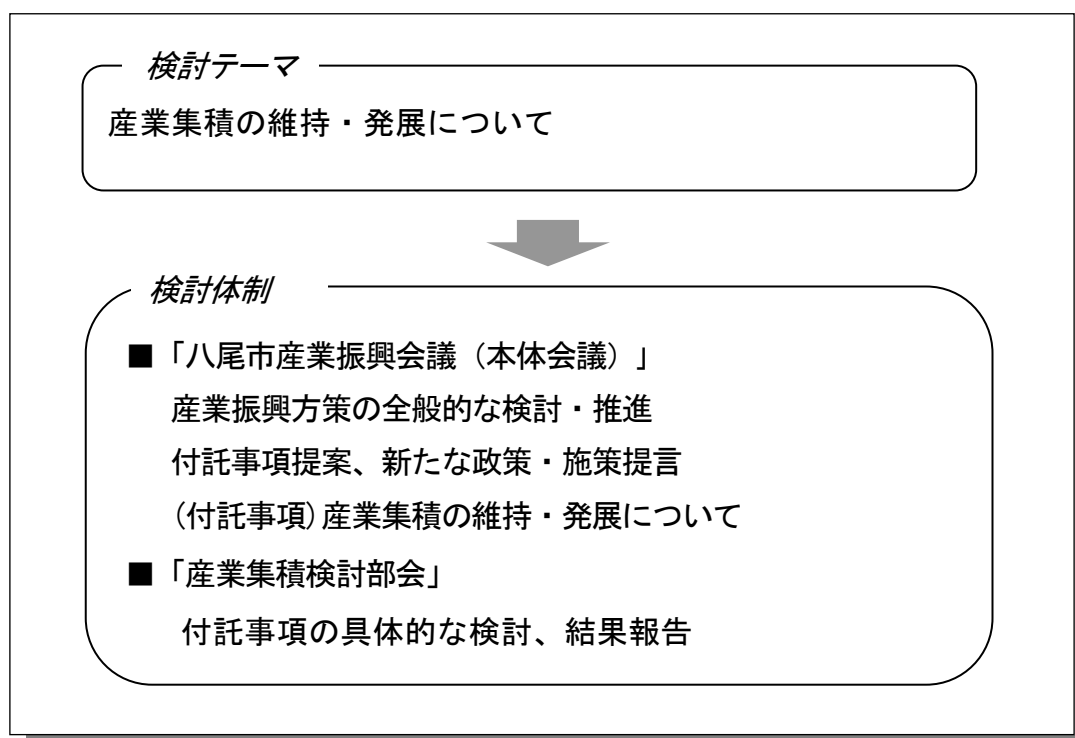 検討テーマ
産業集積の維持・発展について
検討体制
■「八尾市産業振興会議（本体会議）」
産業振興方策の全般的な検討・推進
付託事項提案、新たな政策・施策提言
(付託事項)産業集積の維持・発展について
■「産業集積検討部会」
付託事項の具体的な検討、結果報告